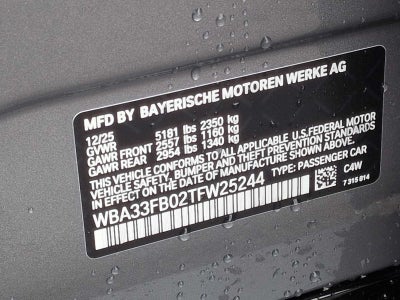 MFD BY BAYERISCHE MOTOREN WERKE AG
12/25
GVWR 5181 lbs 2350 kg
GAWR FRONT 2557 lbs 1160 kg
GAWR REAR 2954 lbs 1340 kg
THIS VEHICLE CONFORMS TO ALL APPLICABLE U.S.FEDERAL MOTOR
VEHICLE SAFETY, BUMPER, AND THEFT PREVENTION STANDARDS
IN EFFECT ON THE DATE OF MANUFACTURE SHOWN ABOVE.
WBA33FB02TFW25244 TYPE: PASSENGER CAR
C4W
7 315 014